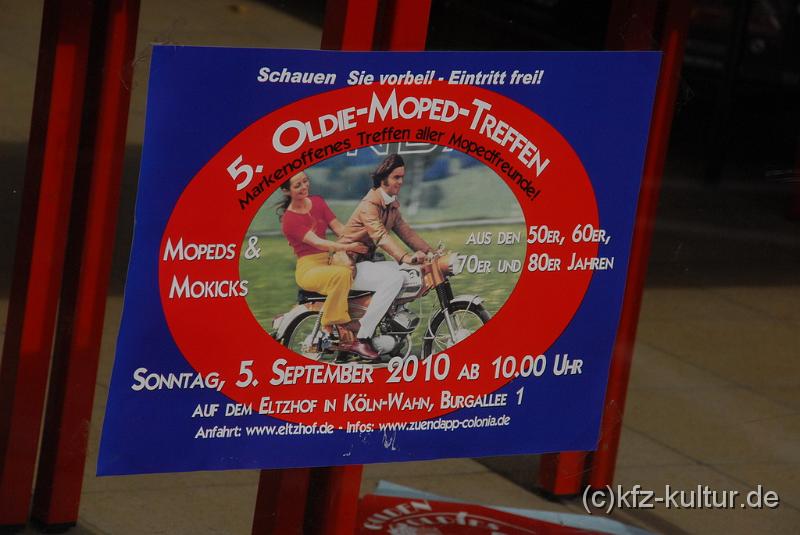 Schauen Sie vorbei - Eintritt frei!
5. OLDIE-MOPED-TREFFEN
Markenoffenes Treffen aller Mopedfreunde!
MOPEDS &
MOKICKS
AUS DEN 50ER, 60ER,
70ER UND 80ER JAHREN
SONNTAG, 5. SEPTEMBER 2010 AB 10.00 UHR
AUF DEM ELTZHOF IN KÖLN-WAHN, BURGALLEE 1
Anfahrt: www.eltzhof.de - Infos: www.zuendapp-colonia.de
GOLDEN
(c)kfz-kultur.de